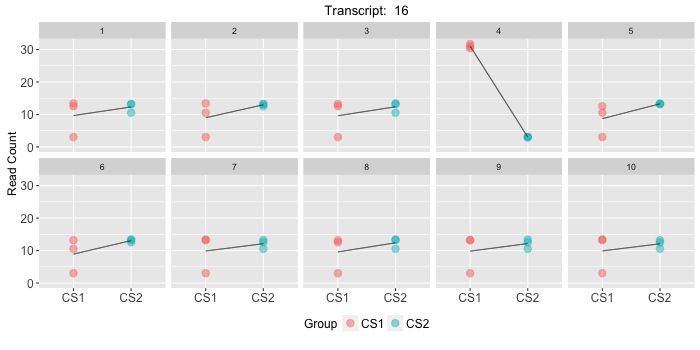 Transcript:  16
1 2 3 4 5
30
20
10
0
Read Count
6 7 8 9 10
30
20
10
0
CS1 CS2 CS1 CS2 CS1 CS2 CS1 CS2 CS1 CS2
Group CS1 CS2